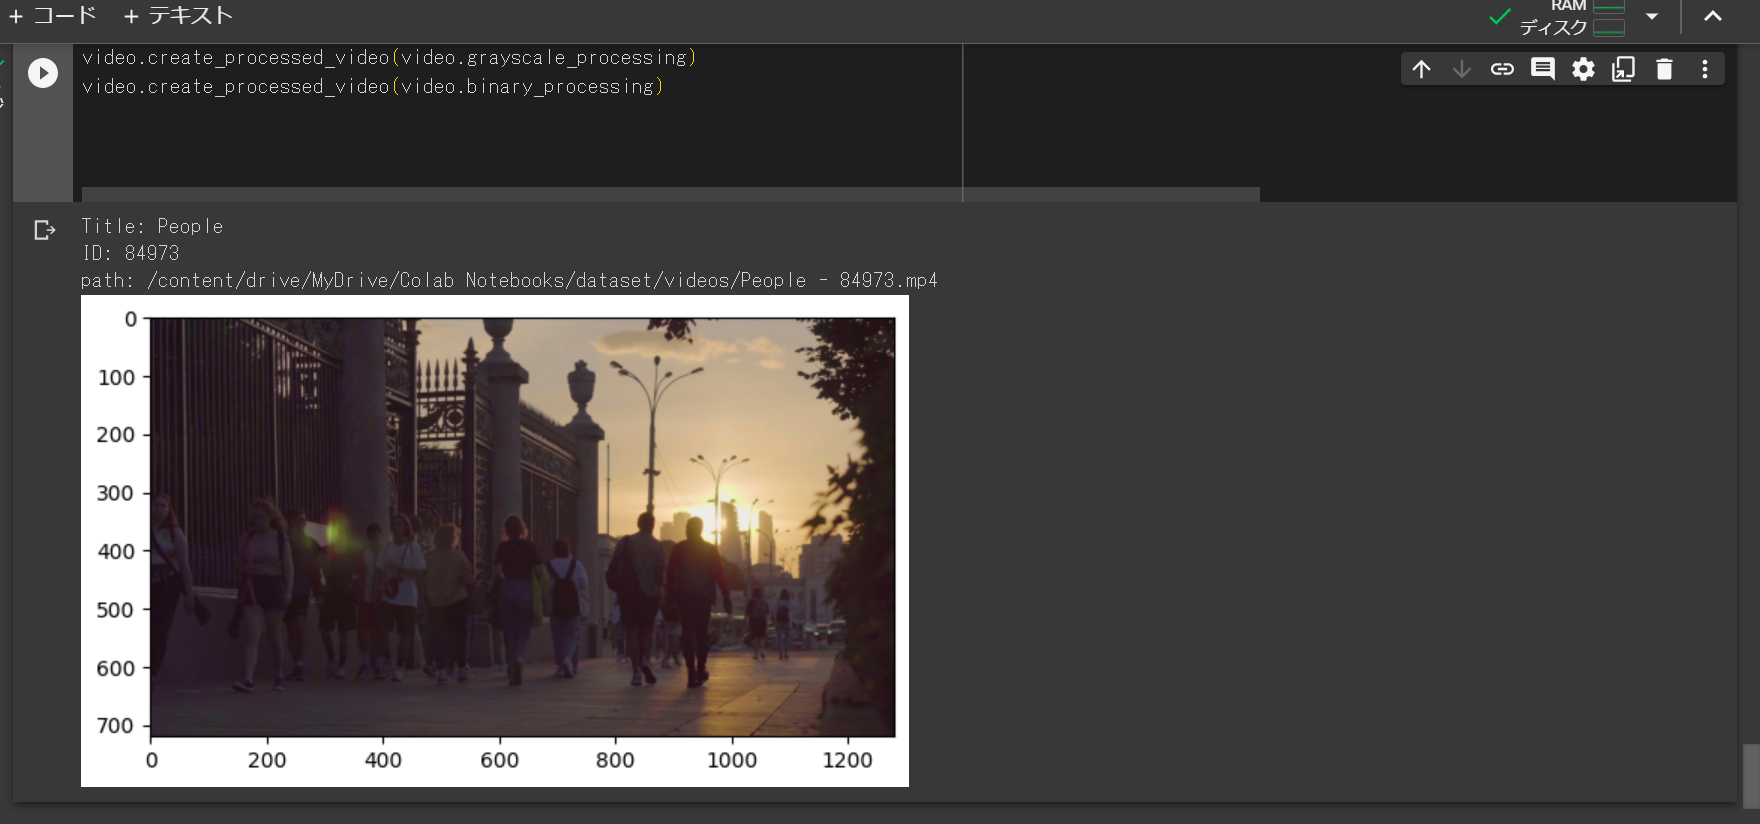 + コード + テキスト
RAM
ディスク
video.create_processed_video(video.grayscale_processing)
video.create_processed_video(video.binary_processing)
Title: People
ID: 84973
path: /content/drive/MyDrive/Colab Notebooks/dataset/videos/People - 84973.mp4
0
100
200
300
400
500
600
700
0 200 400 600 800 1000 1200